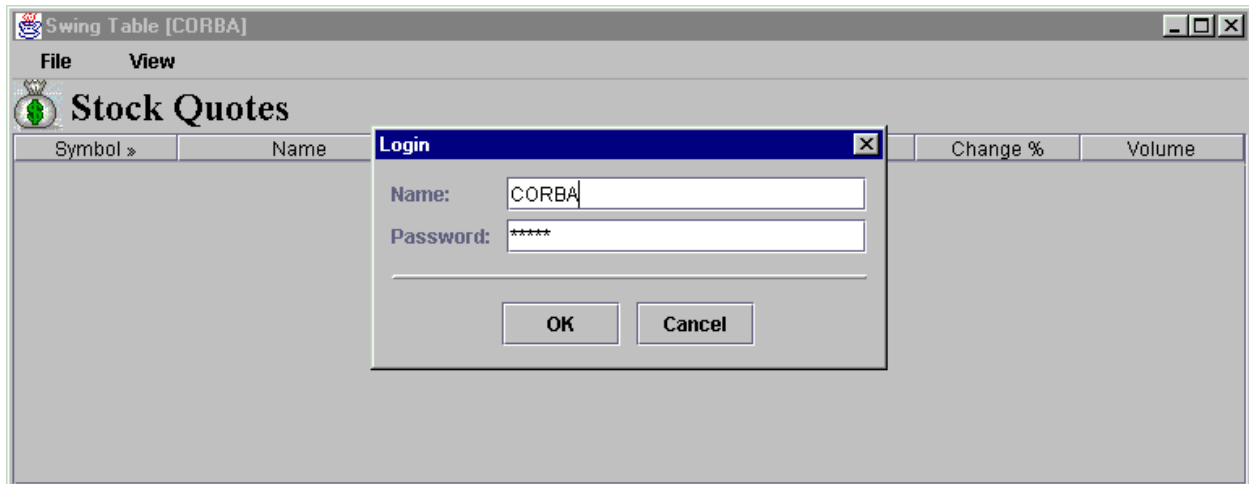 Swing Table [CORBA]
File View
Stock Quotes
Symbol » Name Change % Volume
Login
Name: CORBA
Password: *****
OK Cancel